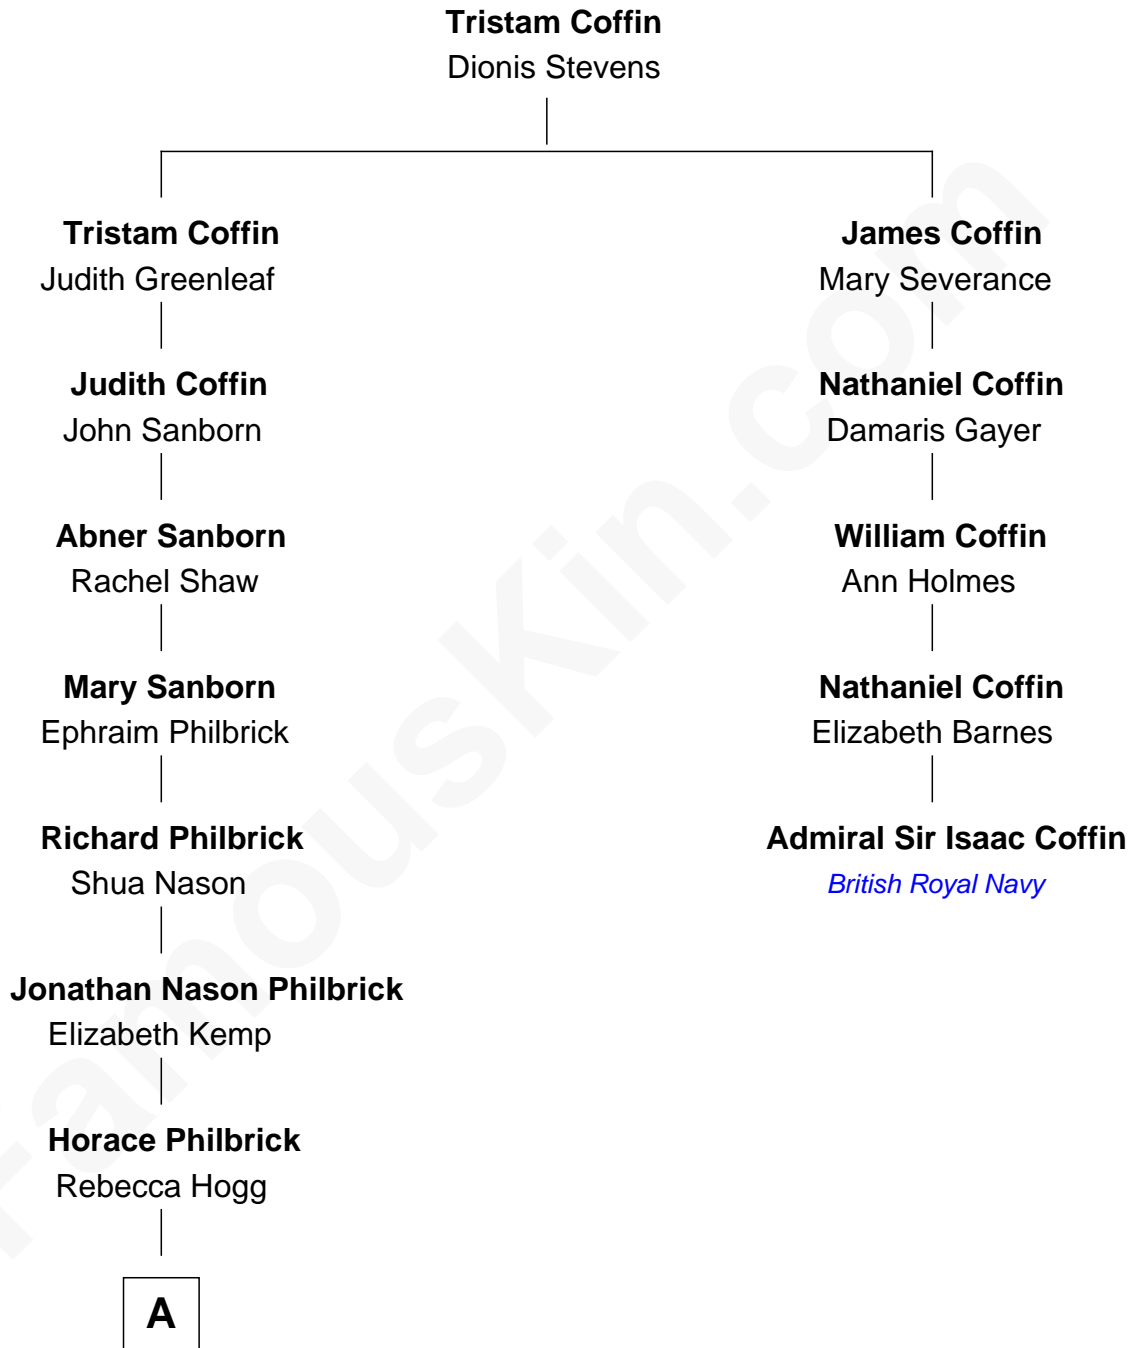 Tristam Coffin
Dionis Stevens
Tristam Coffin
Judith Greenleaf
James Coffin
Mary Severance
Judith Coffin
John Sanborn
Nathaniel Coffin
Damaris Gayer
Abner Sanborn
Rachel Shaw
William Coffin
Ann Holmes
Mary Sanborn
Ephraim Philbrick
Nathaniel Coffin
Elizabeth Barnes
Richard Philbrick
Shua Nason
Admiral Sir Isaac Coffin
British Royal Navy
Jonathan Nason Philbrick
Elizabeth Kemp
Horace Philbrick
Rebecca Hogg
A
FamousKin.com